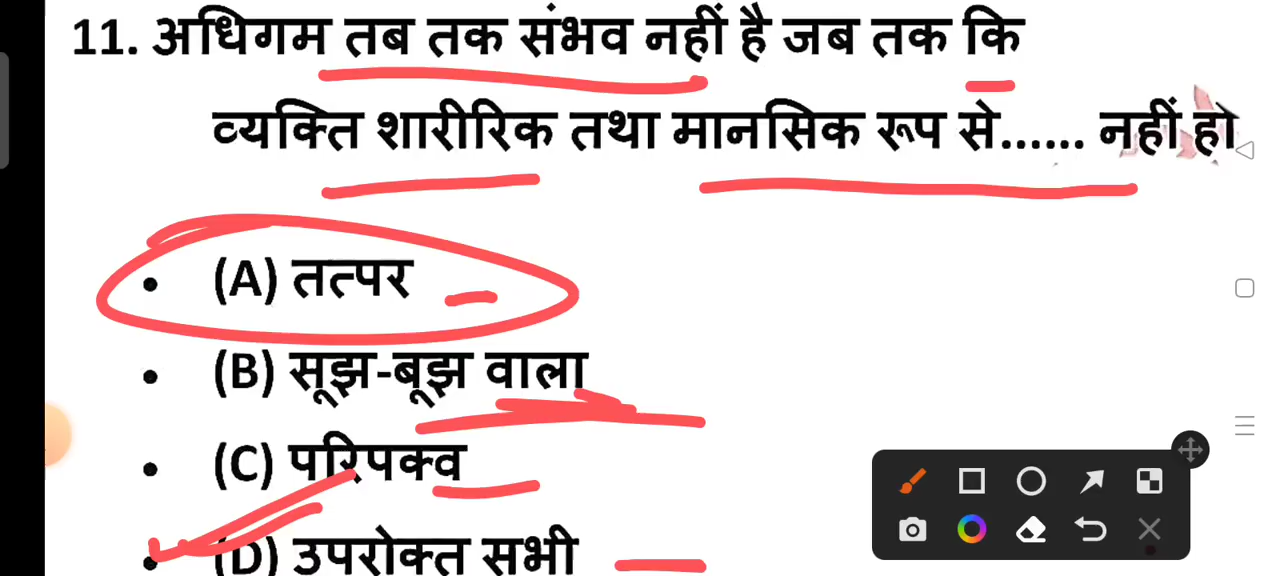 11. अधिगम तब तक संभव नहीं है जब तक कि
व्यक्ति शारीरिक तथा मानसिक रूप से...... नहीं हो
• (A) तत्पर
• (B) सूझ-बूझ वाला
• (C) परिपक्व
• (D) उपरोक्त सभी